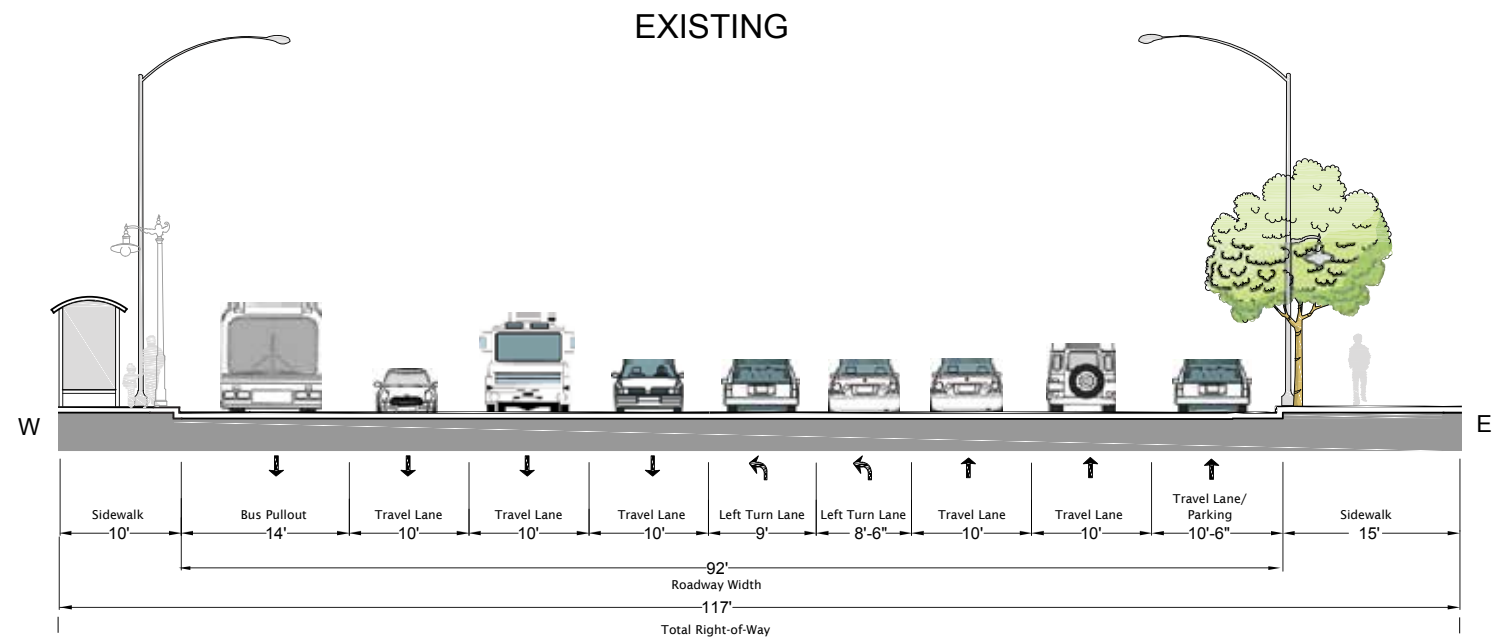 EXISTING
W
E
Sidewalk
10'
Bus Pullout
14'
Travel Lane
10'
Travel Lane
10'
Travel Lane
10'
Left Turn Lane
9'
Left Turn Lane
8'-6"
Travel Lane
10'
Travel Lane
10'
Travel Lane/
Parking
10'-6"
Sidewalk
15'
92'
Roadway Width
117'
Total Right-of-Way